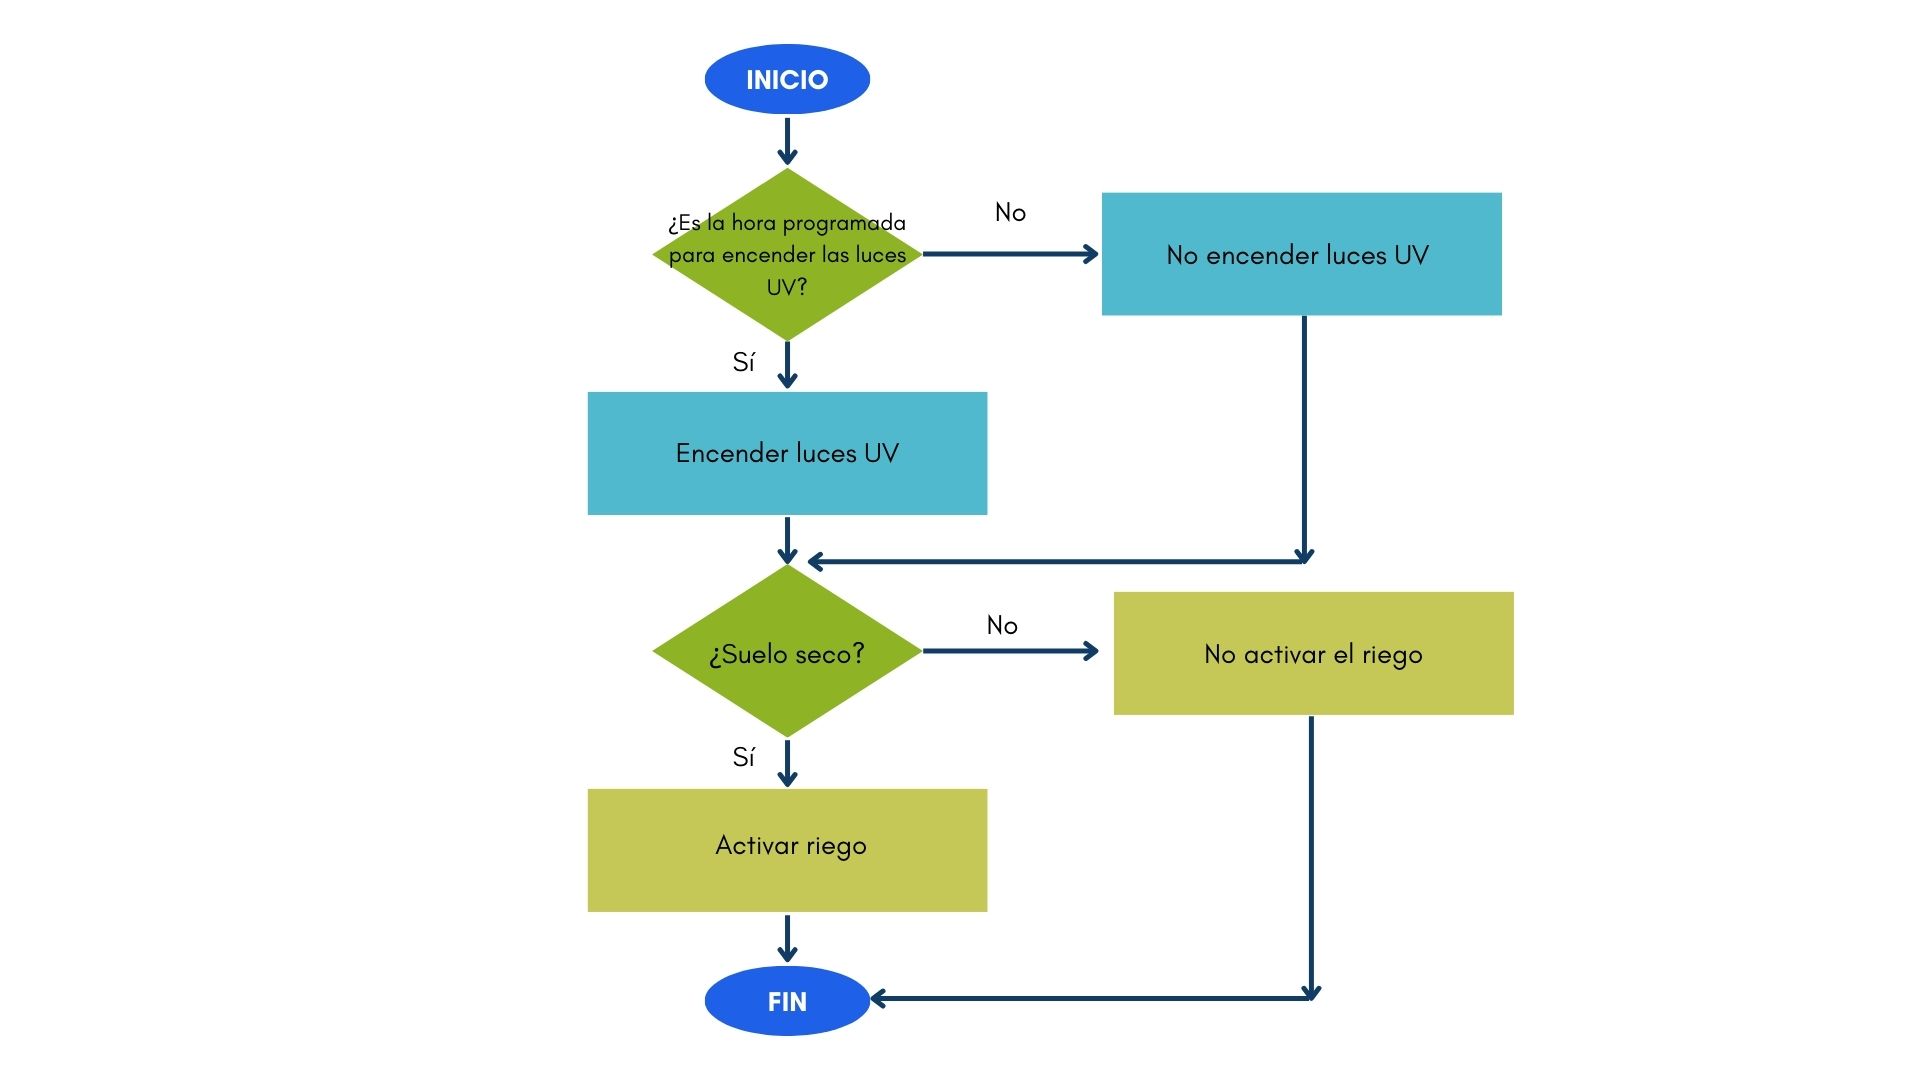 INICIO
¿Es la hora programada
para encender las luces
UV?
No
No encender luces UV
Sí
Encender luces UV
¿Suelo seco?
No
No activar el riego
Sí
Activar riego
FIN